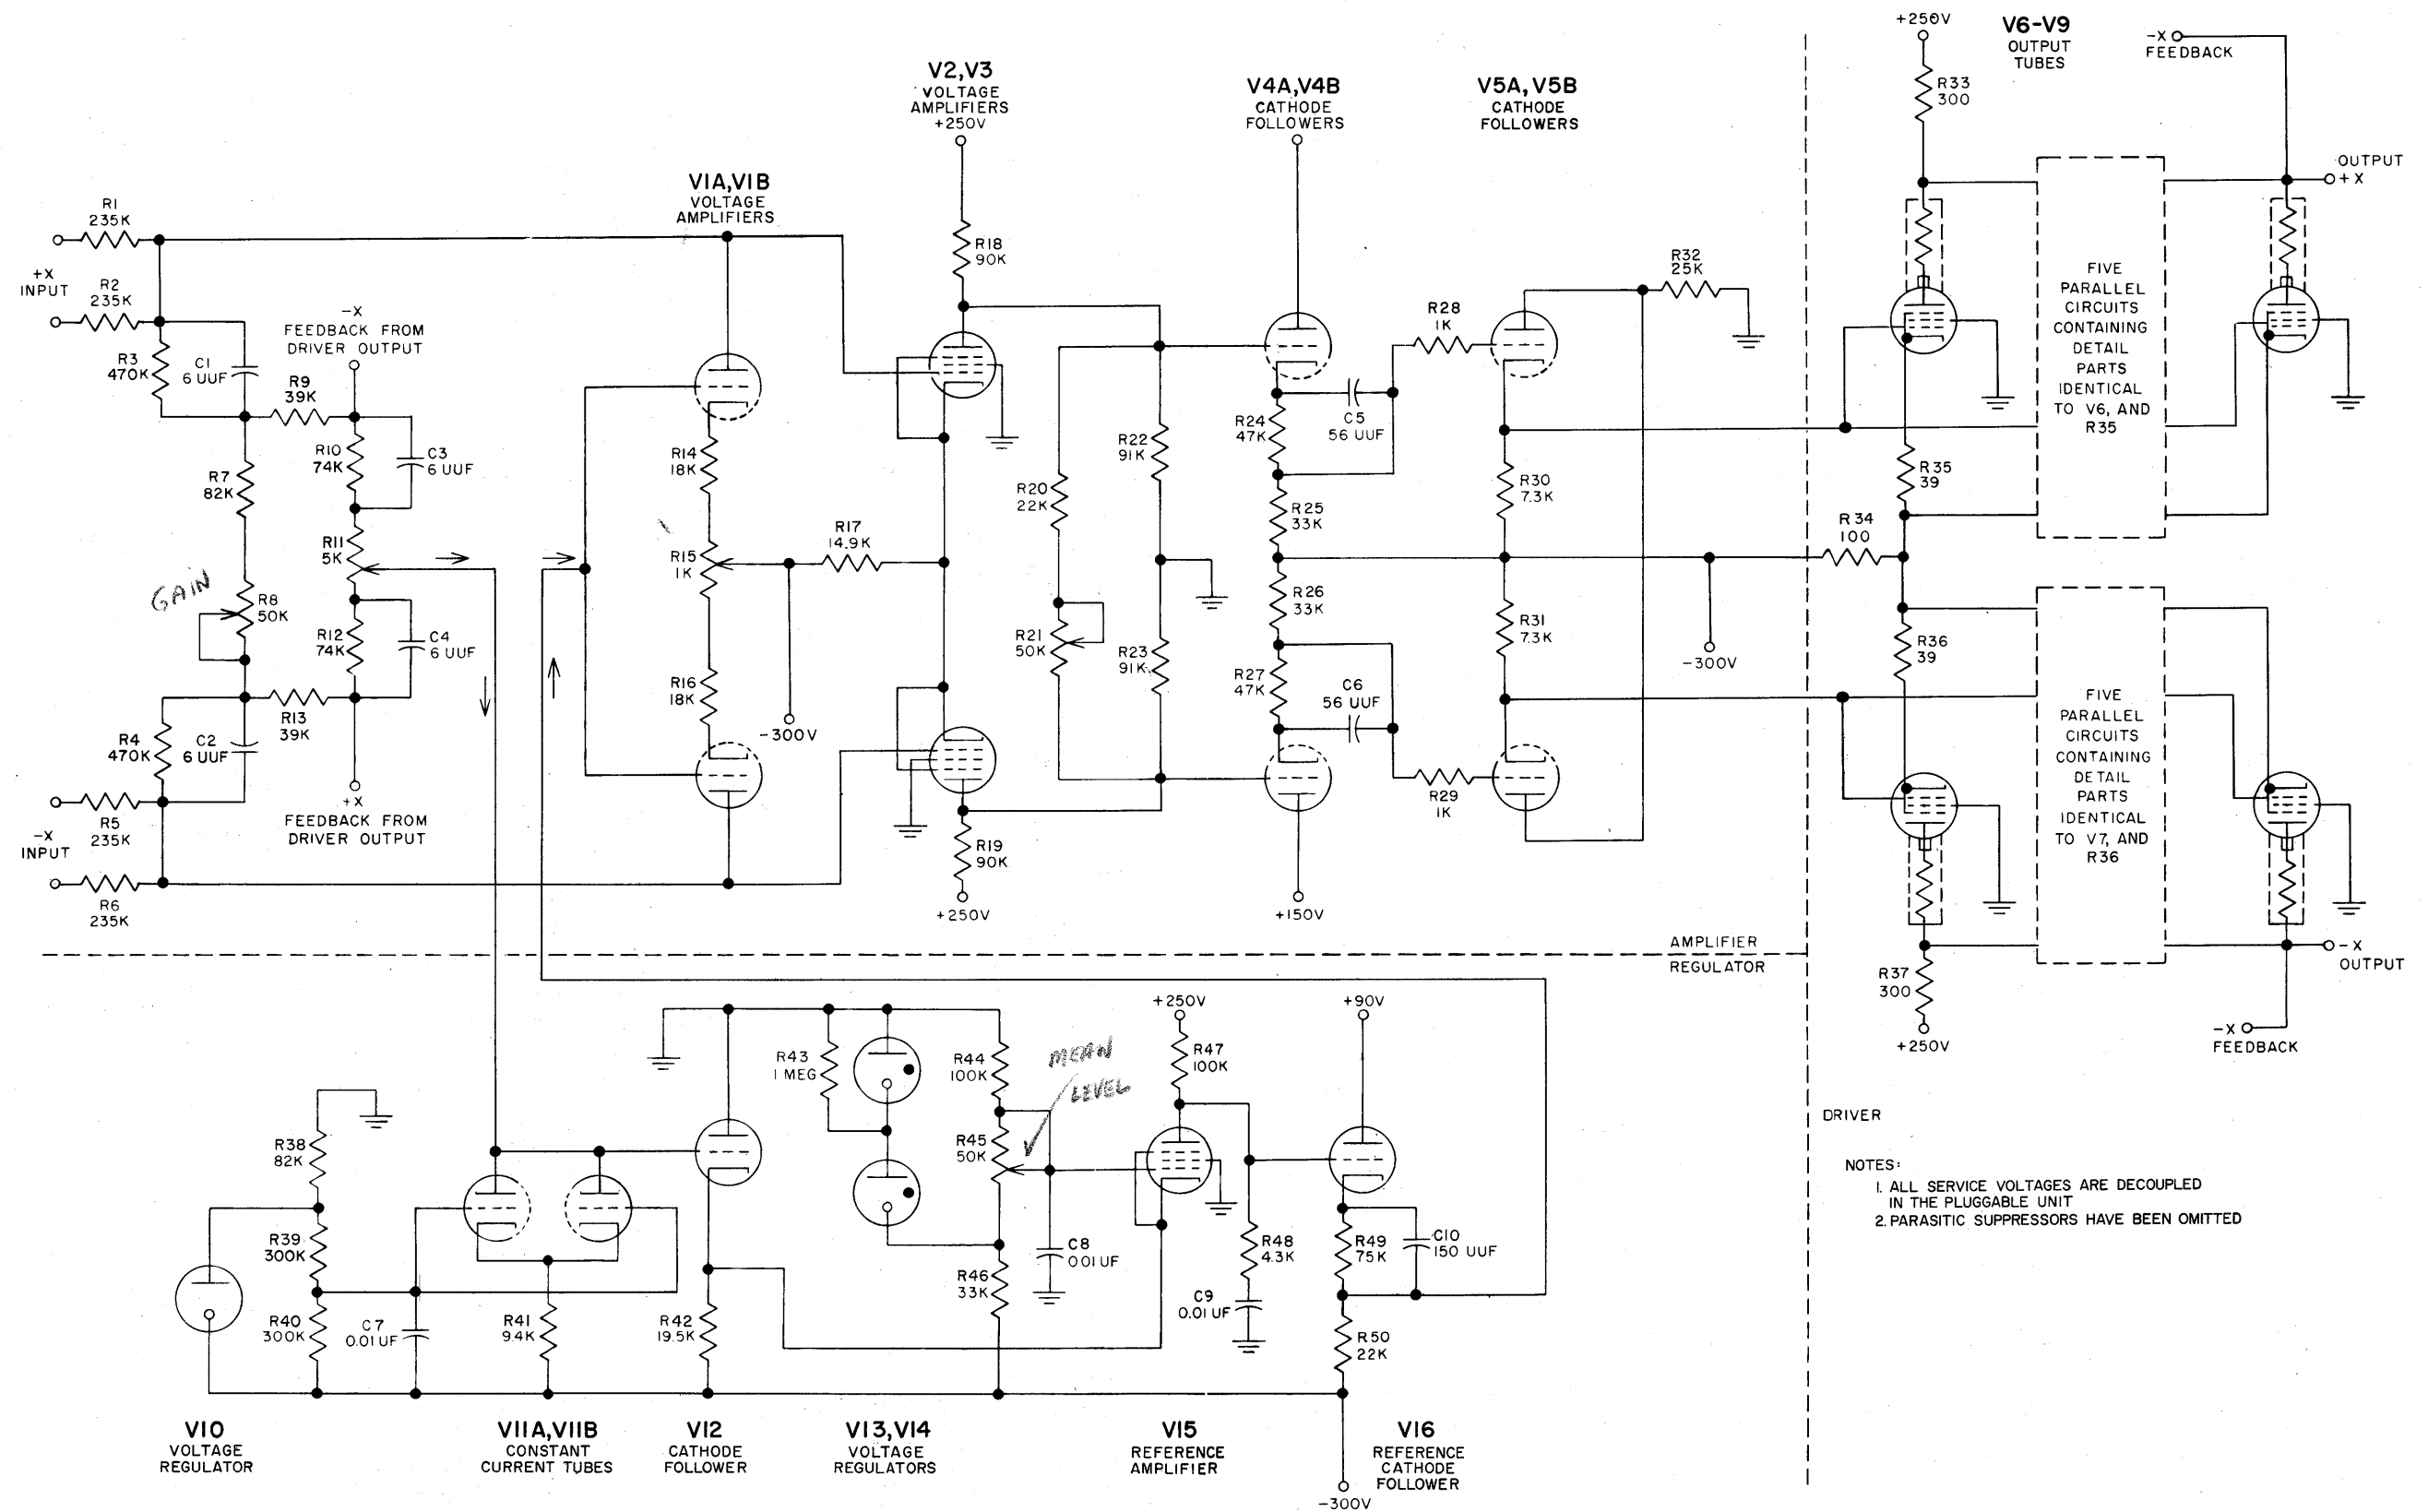 V2,V3
VOLTAGE
AMPLIFIERS
+250V
V4A,V4B
CATHODE
FOLLOWERS
V5A,V5B
CATHODE
FOLLOWERS
+250V
V6-V9
OUTPUT
TUBES
-X
FEEDBACK
R33
300
OUTPUT
+X
V1A,V1B
VOLTAGE
AMPLIFIERS
R1
235K
+X
INPUT
R2
235K
R3
470K
C1
6 UUF
-X
FEEDBACK FROM
DRIVER OUTPUT
R9
39K
R10
74K
C3
6 UUF
R7
82K
R11
5K
GAIN
R8
50K
R12
74K
C4
6 UUF
R13
39K
R4
470K
C2
6 UUF
+X
FEEDBACK FROM
DRIVER OUTPUT
R5
235K
-X
INPUT
R6
235K
R14
18K
R15
1K
R16
18K
R17
14.9K
-300V
R18
90K
R19
90K
+250V
R20
22K
R21
50K
R22
91K
R23
91K
R24
47K
C5
56 UUF
R25
33K
R26
33K
R27
47K
C6
56 UUF
+150V
R28
1K
R29
1K
R30
7.3K
R31
7.3K
R32
25K
-300V
R34
100
R35
39
R36
39
FIVE
PARALLEL
CIRCUITS
CONTAINING
DETAIL
PARTS
IDENTICAL
TO V6, AND
R35
FIVE
PARALLEL
CIRCUITS
CONTAINING
DETAIL
PARTS
IDENTICAL
TO V7, AND
R36
-X
OUTPUT
R37
300
+250V
-X
FEEDBACK
AMPLIFIER
REGULATOR
DRIVER
R38
82K
R39
300K
R40
300K
C7
0.01 UF
R41
9.4K
R42
19.5K
R43
1 MEG
R44
100K
MEAN
LEVEL
R45
50K
R46
33K
C8
001 UF
+250V
R47
100K
R48
4.3K
C9
0.01 UF
+90V
R49
75K
C10
150 UUF
R50
22K
-300V
V10
VOLTAGE
REGULATOR
V11A,V11B
CONSTANT
CURRENT TUBES
V12
CATHODE
FOLLOWER
V13,V14
VOLTAGE
REGULATORS
V15
REFERENCE
AMPLIFIER
V16
REFERENCE
CATHODE
FOLLOWER
NOTES:
1. ALL SERVICE VOLTAGES ARE DECOUPLED
IN THE PLUGGABLE UNIT
2. PARASITIC SUPPRESSORS HAVE BEEN OMITTED